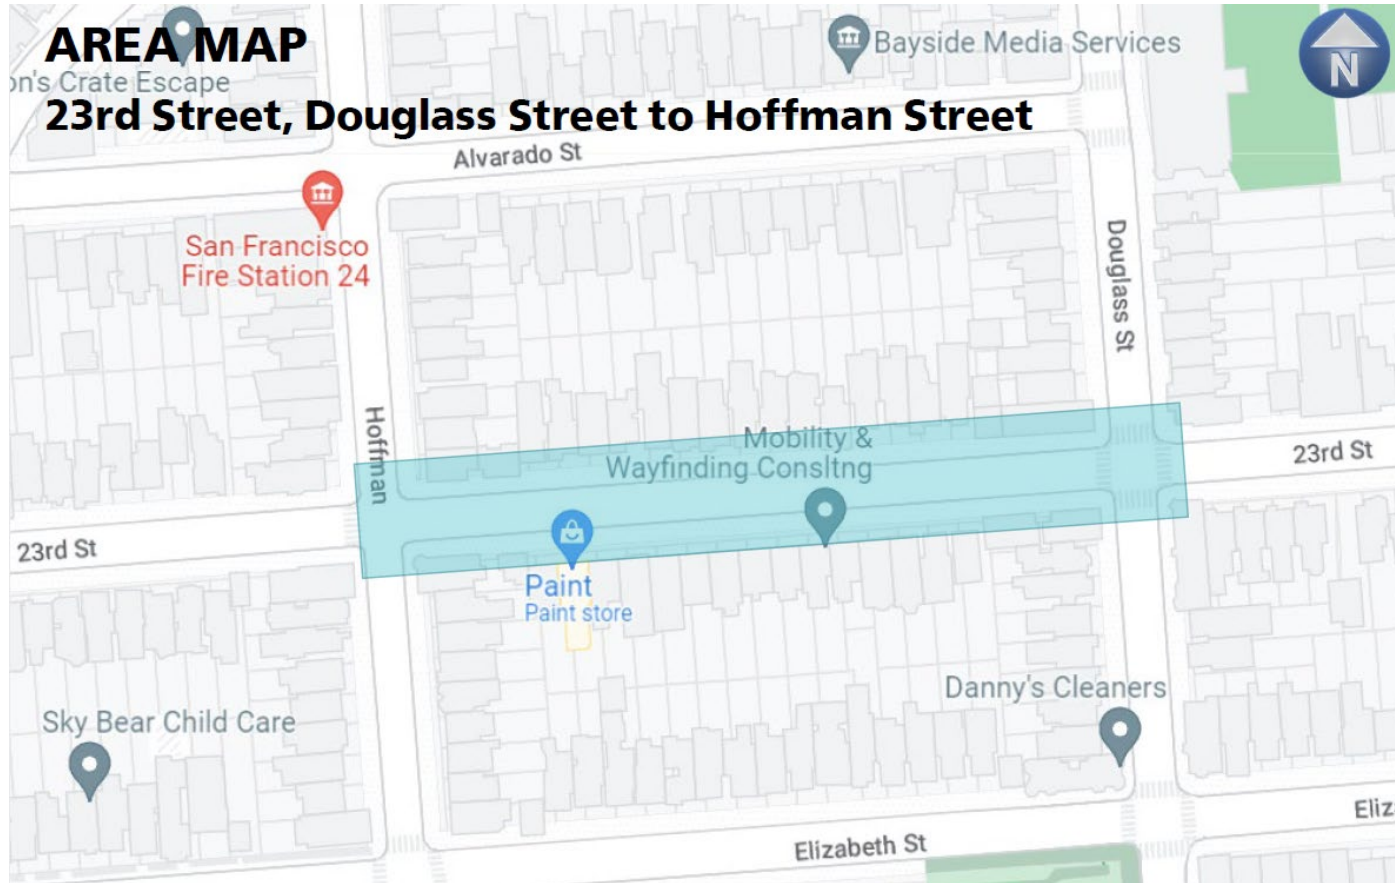 AREA MAP
on's Crate Escape
Bayside Media Services
N
23rd Street, Douglass Street to Hoffman Street
Alvarado St
San Francisco
Fire Station 24
Douglass St
Hoffman
Mobility &
Wayfinding Consltng
23rd St
23rd St
Paint
Paint store
Danny's Cleaners
Sky Bear Child Care
Eliz
Elizabeth St